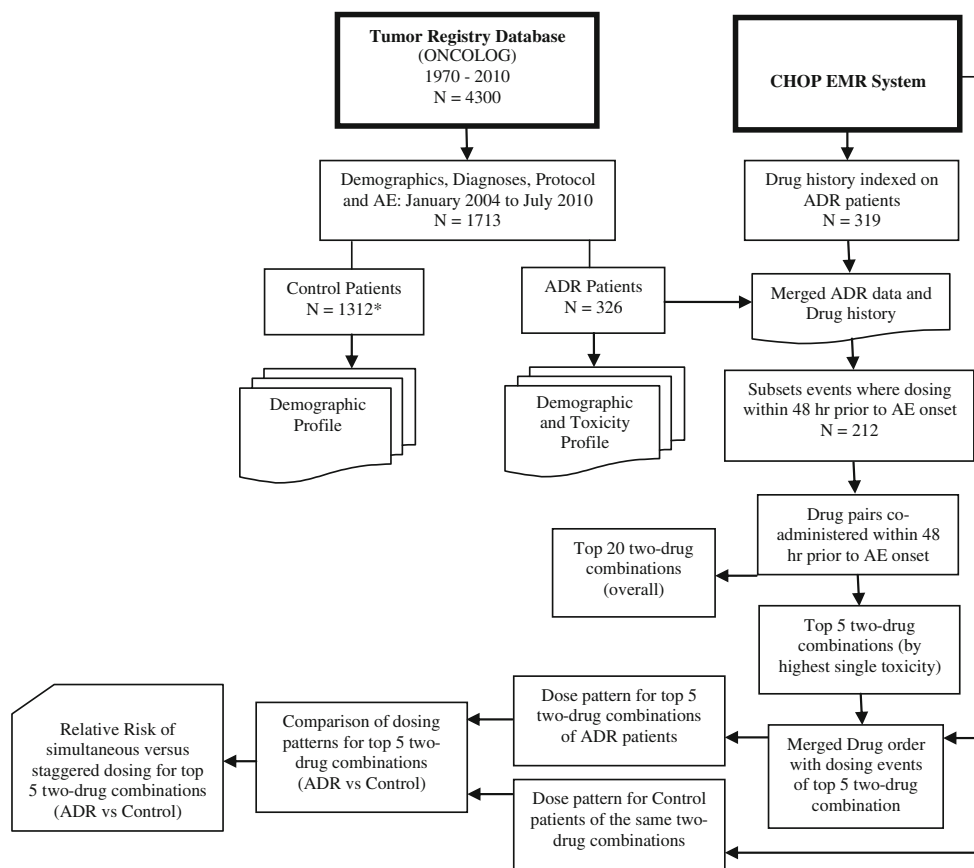 Tumor Registry Database
(ONCOLOG)
1970 - 2010
N = 4300
CHOP EMR System
Demographics, Diagnoses, Protocol
and AE: January 2004 to July 2010
N = 1713
Drug history indexed on
ADR patients
N = 319
Control Patients
N = 1312*
ADR Patients
N = 326
Merged ADR data and
Drug history
Demographic
Profile
Demographic
and Toxicity
Profile
Subsets events where dosing
within 48 hr prior to AE onset
N = 212
Drug pairs co-
administered within 48
hr prior to AE onset
Top 20 two-drug
combinations
(overall)
Top 5 two-drug
combinations (by
highest single toxicity)
Relative Risk of
simultaneous versus
staggered dosing for top
5 two-drug combinations
(ADR vs Control)
Comparison of dosing
patterns for top 5 two-
drug combinations
(ADR vs Control)
Dose pattern for top 5
two-drug combinations
of ADR patients
Merged Drug order
with dosing events
of top 5 two-drug
combination
Dose pattern for Control
patients of the same two-
drug combinations